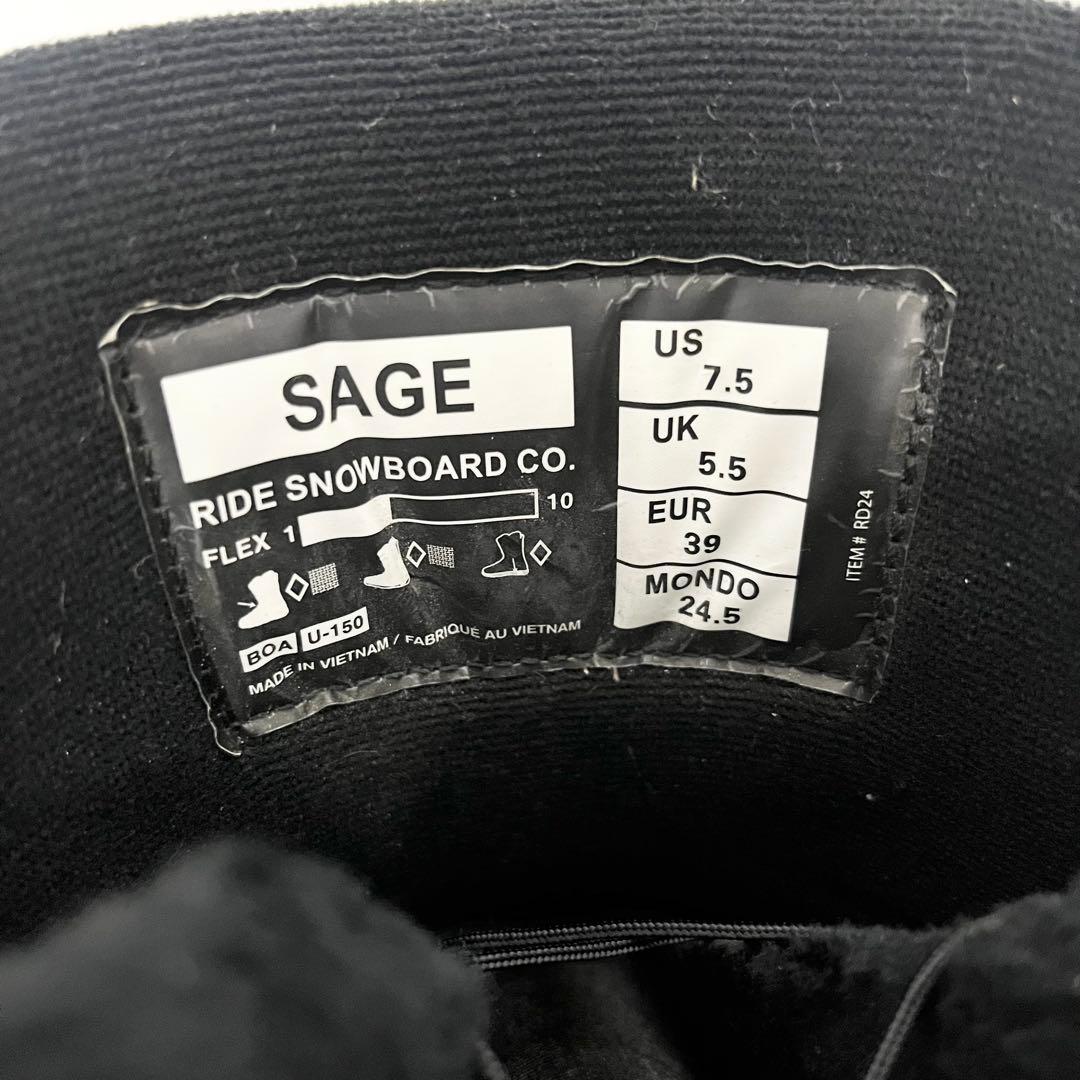 SAGE
RIDE SNOWBOARD CO.
FLEX 1 10
BOA U-150
MADE IN VIETNAM / FABRIQUÉ AU VIETNAM
US
7.5
UK
5.5
EUR
39
MONDO
24.5
ITEM # RD24